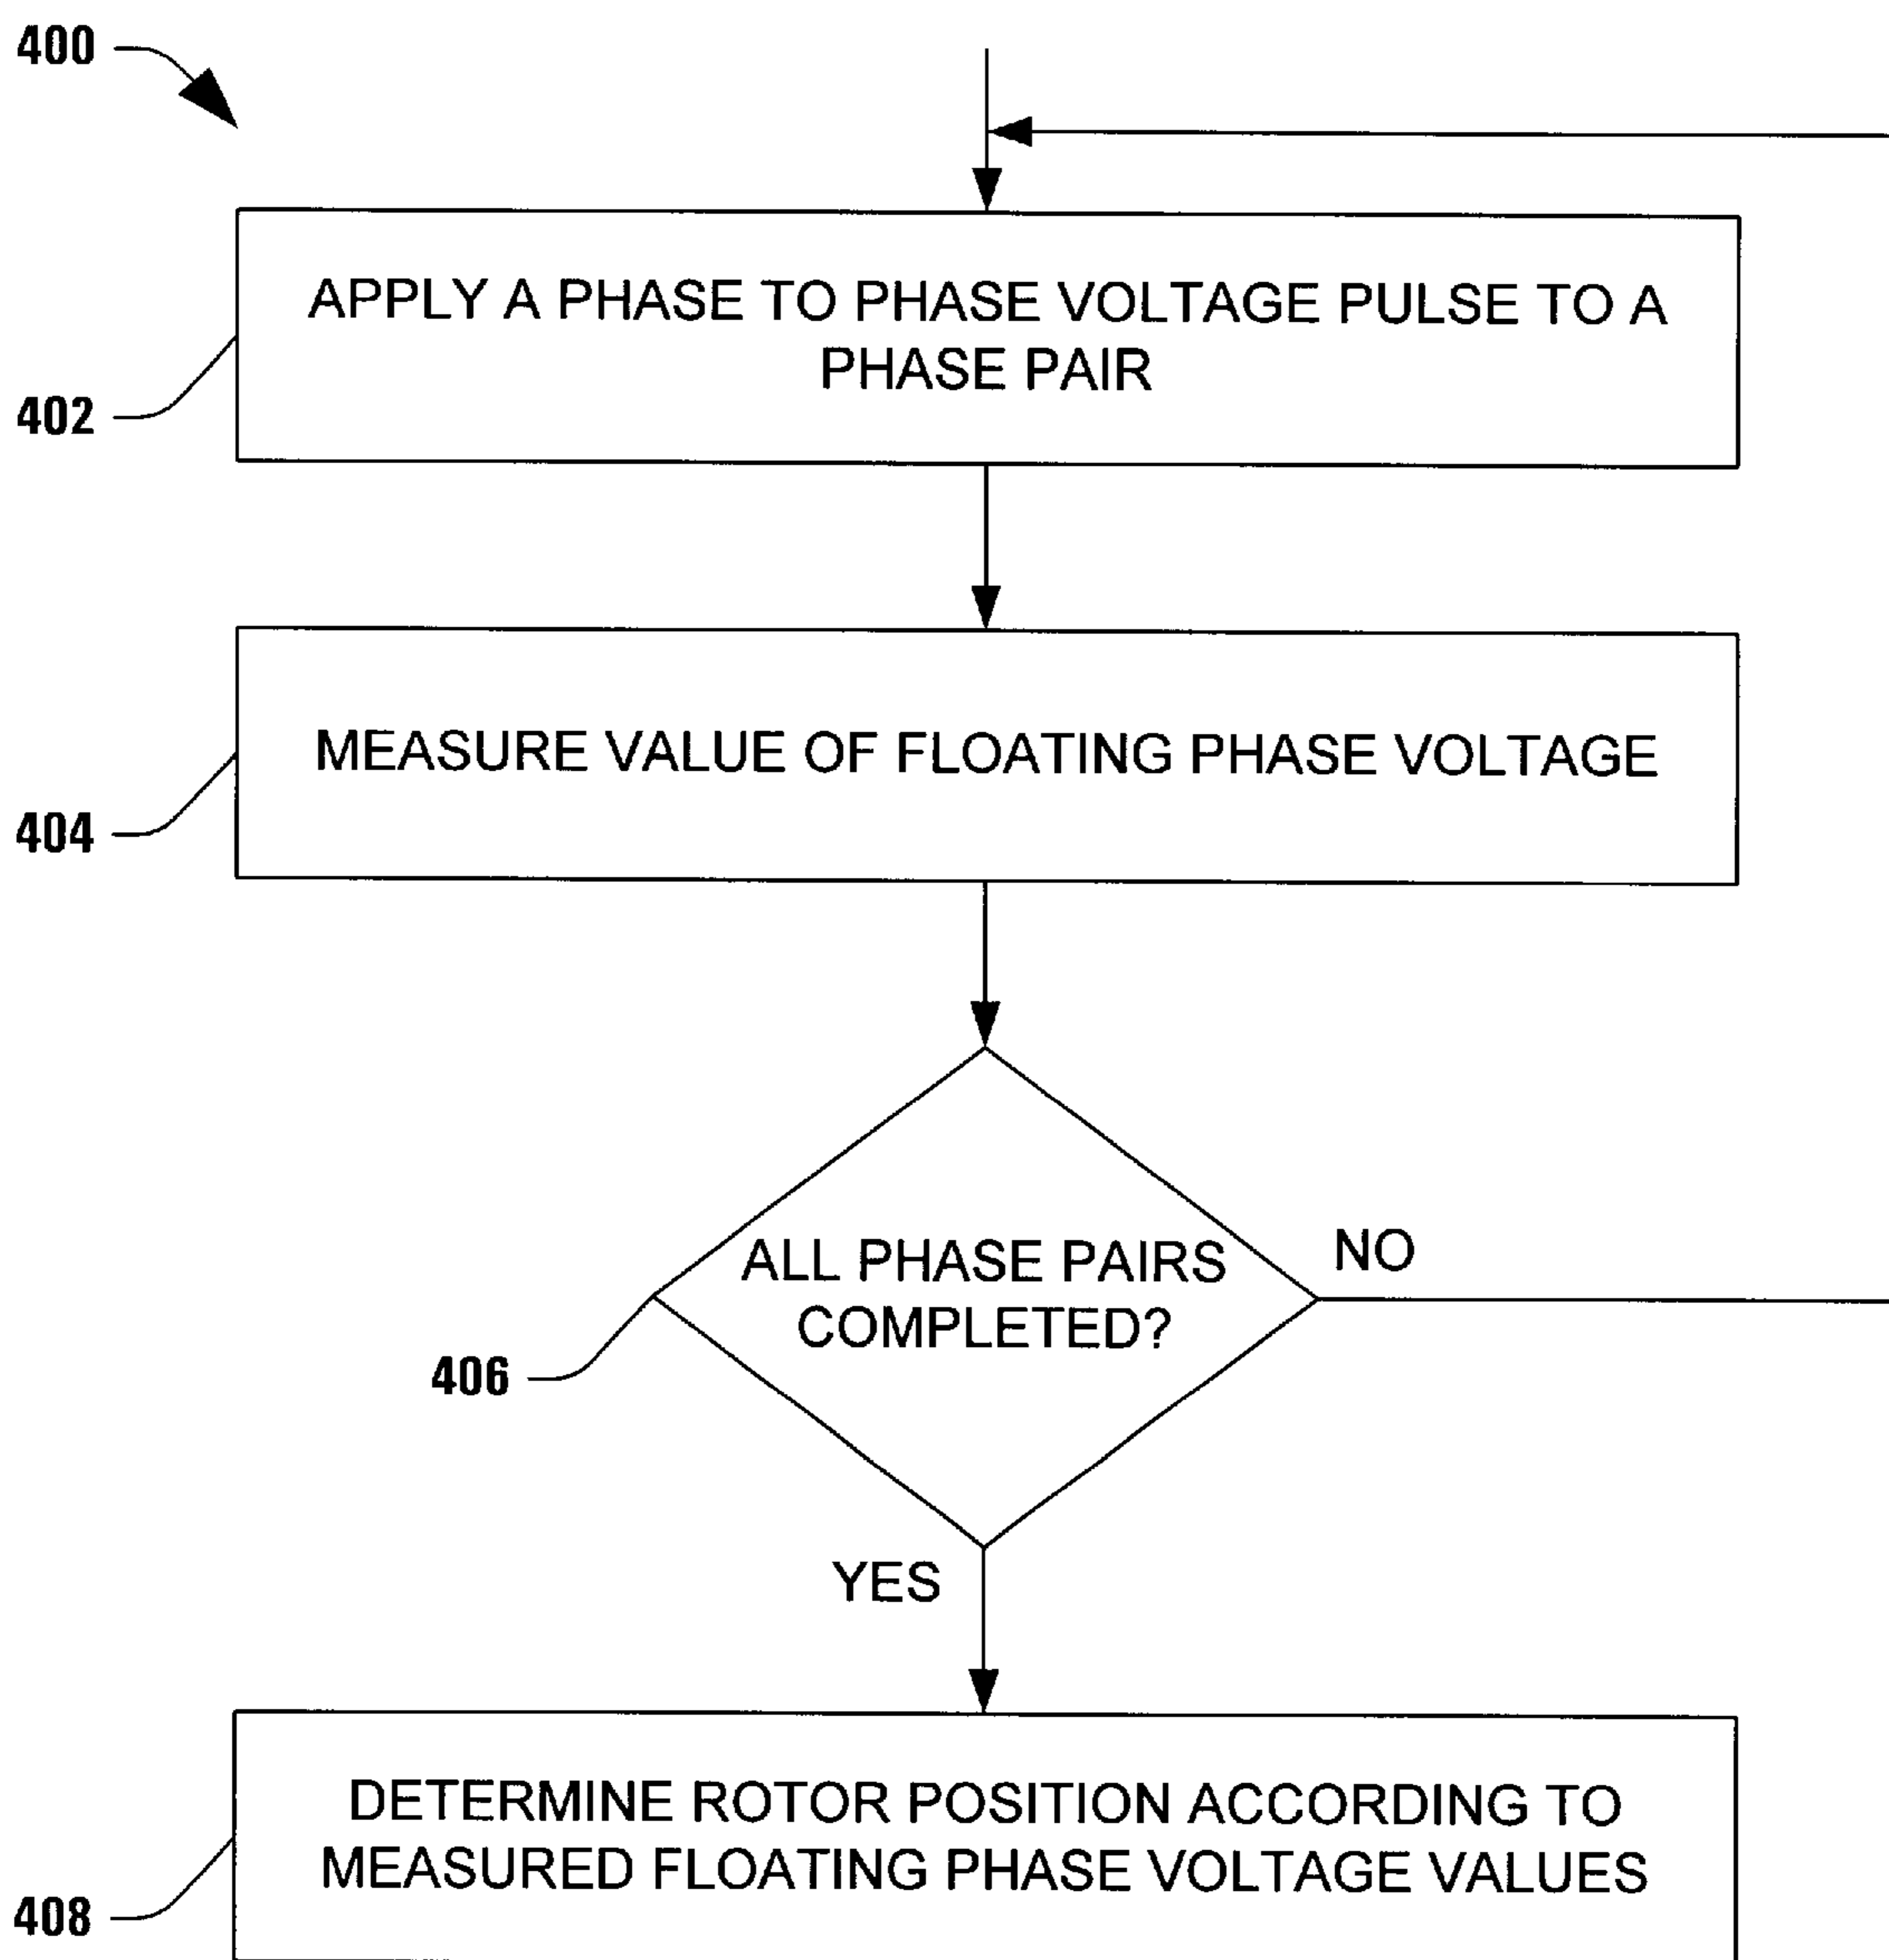 400
APPLY A PHASE TO PHASE VOLTAGE PULSE TO A
PHASE PAIR
402
MEASURE VALUE OF FLOATING PHASE VOLTAGE
404
ALL PHASE PAIRS
COMPLETED?
NO
406
YES
DETERMINE ROTOR POSITION ACCORDING TO
MEASURED FLOATING PHASE VOLTAGE VALUES
408